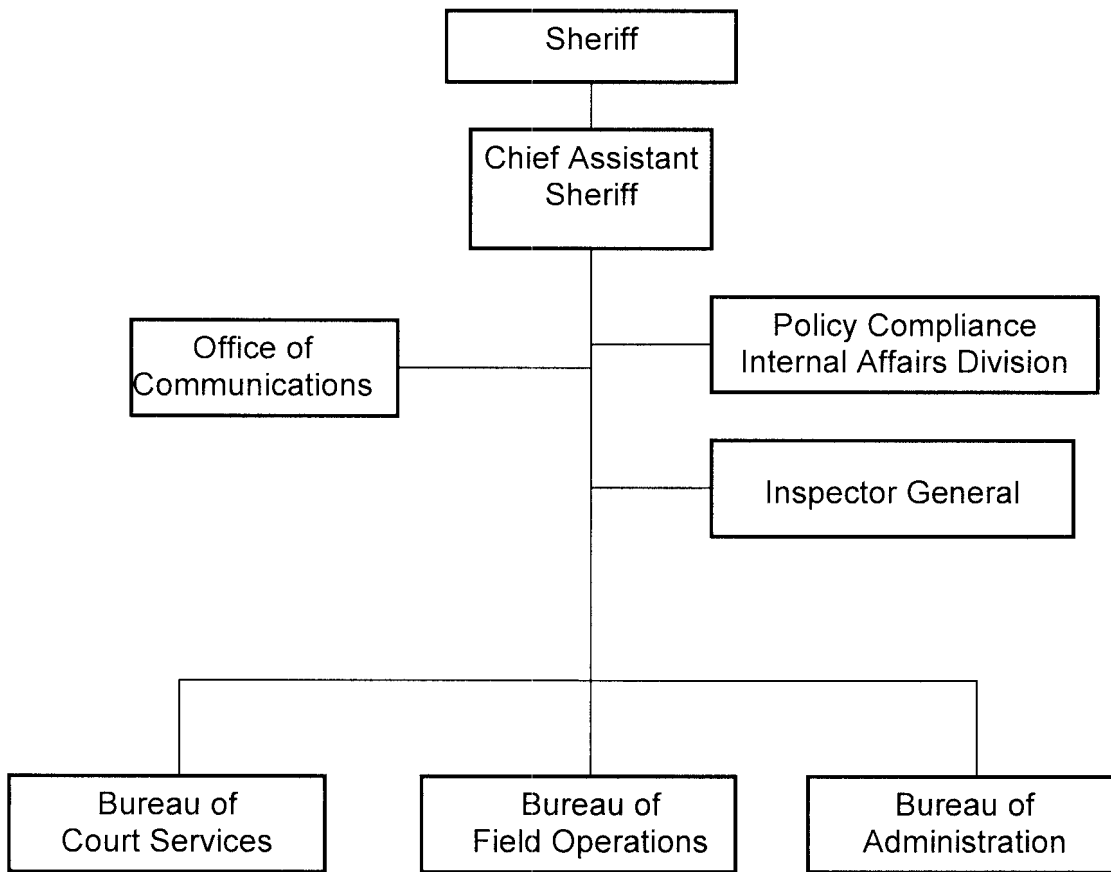 Sheriff
Chief Assistant
Sheriff
Office of
Communications
Policy Compliance
Internal Affairs Division
Inspector General
Bureau of
Court Services
Bureau of
Field Operations
Bureau of
Administration